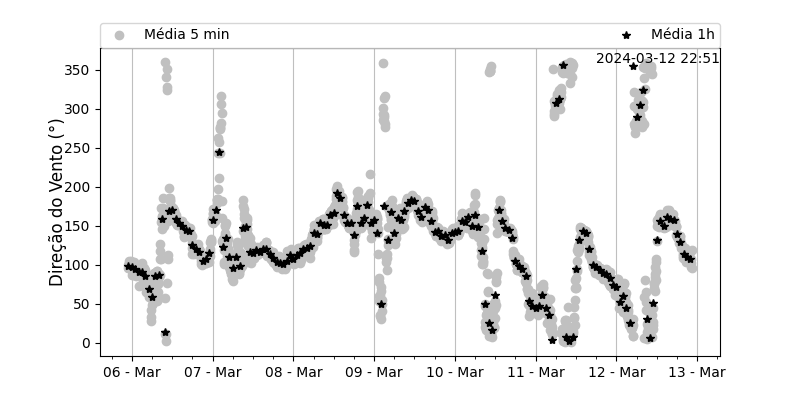 Média 5 min
Média 1h
2024-03-12 22:51
Direção do Vento (°)
350
300
250
200
150
100
50
0
06 - Mar
07 - Mar
08 - Mar
09 - Mar
10 - Mar
11 - Mar
12 - Mar
13 - Mar